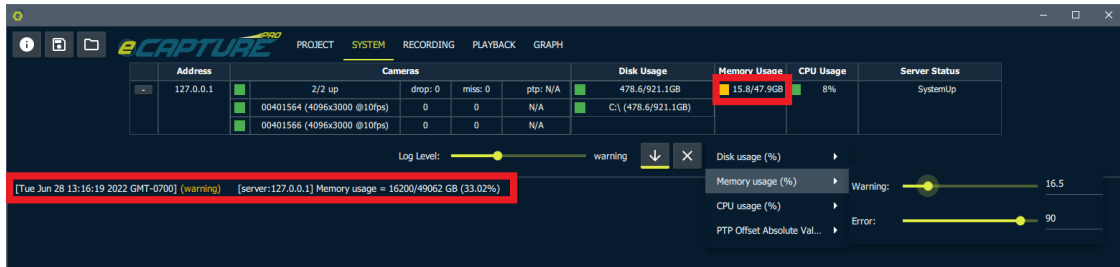 eCAPTURE PRO PROJECT SYSTEM RECORDING PLAYBACK GRAPH
Address Cameras Disk Usage Memory Usage CPU Usage Server Status
- 127.0.0.1 2/2 up drop: 0 miss: 0 ptp: N/A 478.6/921.1GB 15.8/47.9GB 8% SystemUp
00401564 (4096x3000 @10fps) 0 0 N/A C:\ (478.6/921.1GB)
00401566 (4096x3000 @10fps) 0 0 N/A
Log Level: warning
Disk usage (%)
Memory usage (%)
CPU usage (%)
PTP Offset Absolute Val...
Warning: 16.5
Error: 90
[Tue Jun 28 13:16:19 2022 GMT-0700] (warning) [server:127.0.0.1] Memory usage = 16200/49062 GB (33.02%)